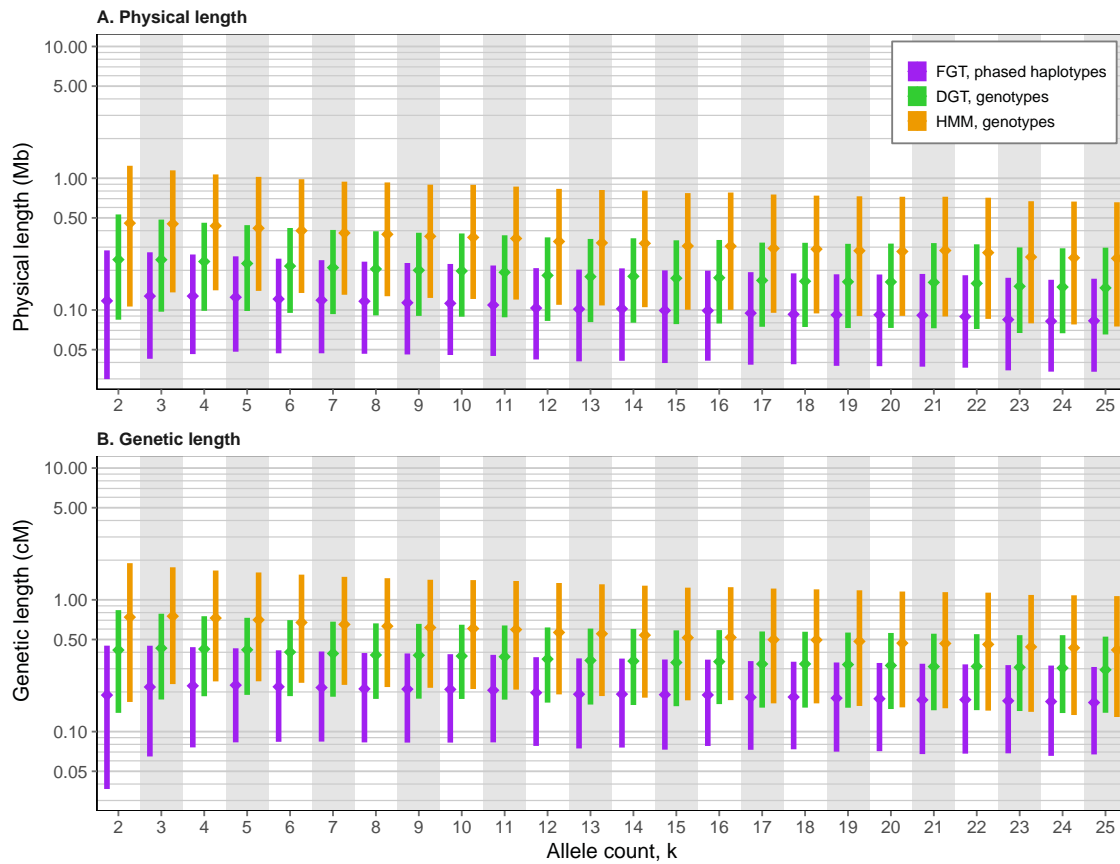 A. Physical length
10.00
5.00
1.00
0.50
0.10
0.05
Physical length (Mb)
FGT, phased haplotypes
DGT, genotypes
HMM, genotypes
2 3 4 5 6 7 8 9 10 11 12 13 14 15 16 17 18 19 20 21 22 23 24 25
B. Genetic length
10.00
5.00
1.00
0.50
0.10
0.05
Genetic length (cM)
2 3 4 5 6 7 8 9 10 11 12 13 14 15 16 17 18 19 20 21 22 23 24 25
Allele count, k